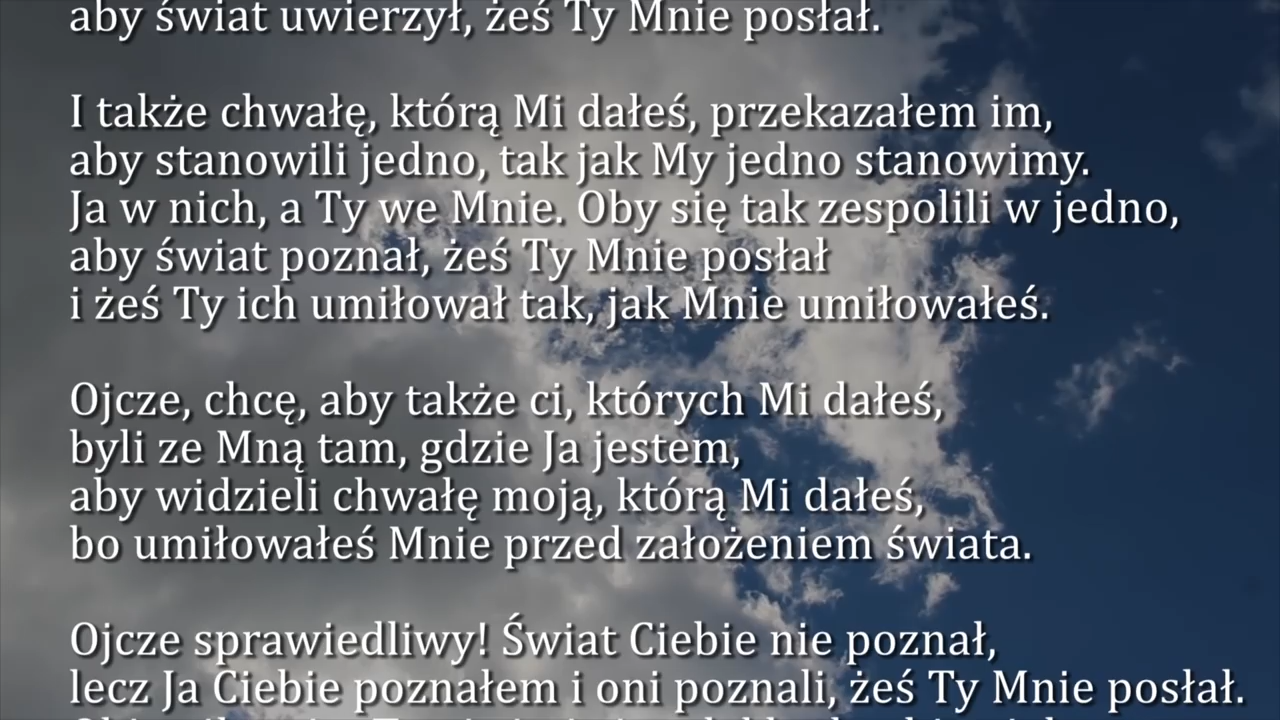 aby świat uwierzył, żeś Ty Mnie posłał.
I także chwałę, którą Mi dałeś, przekazałem im,
aby stanowili jedno, tak jak My jedno stanowimy.
Ja w nich, a Ty we Mnie. Oby się tak zespolili w jedno,
aby świat poznał, żeś Ty Mnie posłał
i żeś Ty ich umiłował tak, jak Mnie umiłowałeś.
Ojcze, chcę, aby także ci, których Mi dałeś,
byli ze Mną tam, gdzie Ja jestem,
aby widzieli chwałę moją, którą Mi dałeś,
bo umiłowałeś Mnie przed założeniem świata.
Ojcze sprawiedliwy! Świat Ciebie nie poznał,
lecz Ja Ciebie poznałem i oni poznali, żeś Ty Mnie posłał.